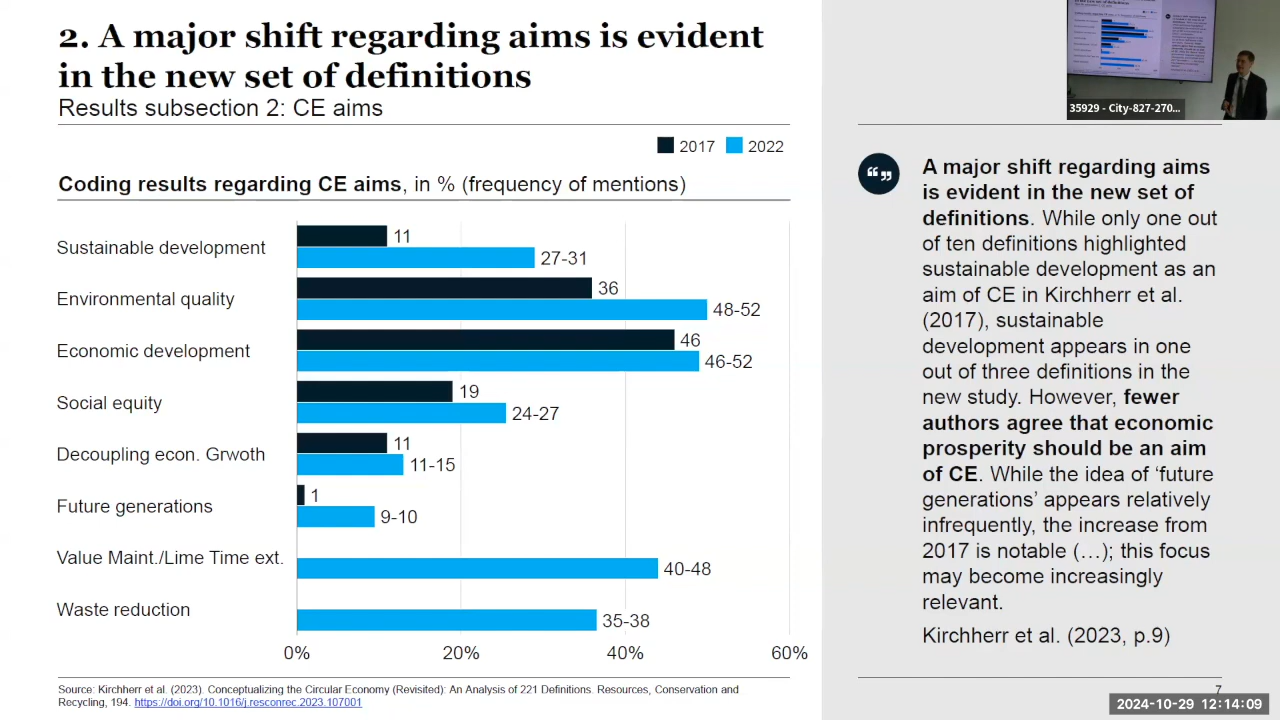 2. A major shift regarding aims is evident
in the new set of definitions
Results subsection 2: CE aims
2017 2022
Coding results regarding CE aims, in % (frequency of mentions)
Sustainable development 11
27-31
Environmental quality 36
48-52
Economic development 46
46-52
Social equity 19
24-27
Decoupling econ. Grwoth 11
11-15
Future generations 1
9-10
Value Maint./Lime Time ext. 40-48
Waste reduction 35-38
0% 20% 40% 60%
Source: Kirchherr et al. (2023). Conceptualizing the Circular Economy (Revisited): An Analysis of 221 Definitions. Resources, Conservation and
Recycling, 194. https://doi.org/10.1016/j.resconrec.2023.107001
35929 - City-827-270...
“”
A major shift regarding aims
is evident in the new set of
definitions. While only one out
of ten definitions highlighted
sustainable development as an
aim of CE in Kirchherr et al.
(2017), sustainable
development appears in one
out of three definitions in the
new study. However, fewer
authors agree that economic
prosperity should be an aim
of CE. While the idea of ‘future
generations’ appears relatively
infrequently, the increase from
2017 is notable (…); this focus
may become increasingly
relevant.
Kirchherr et al. (2023, p.9)
7
2024-10-29 12:14:09